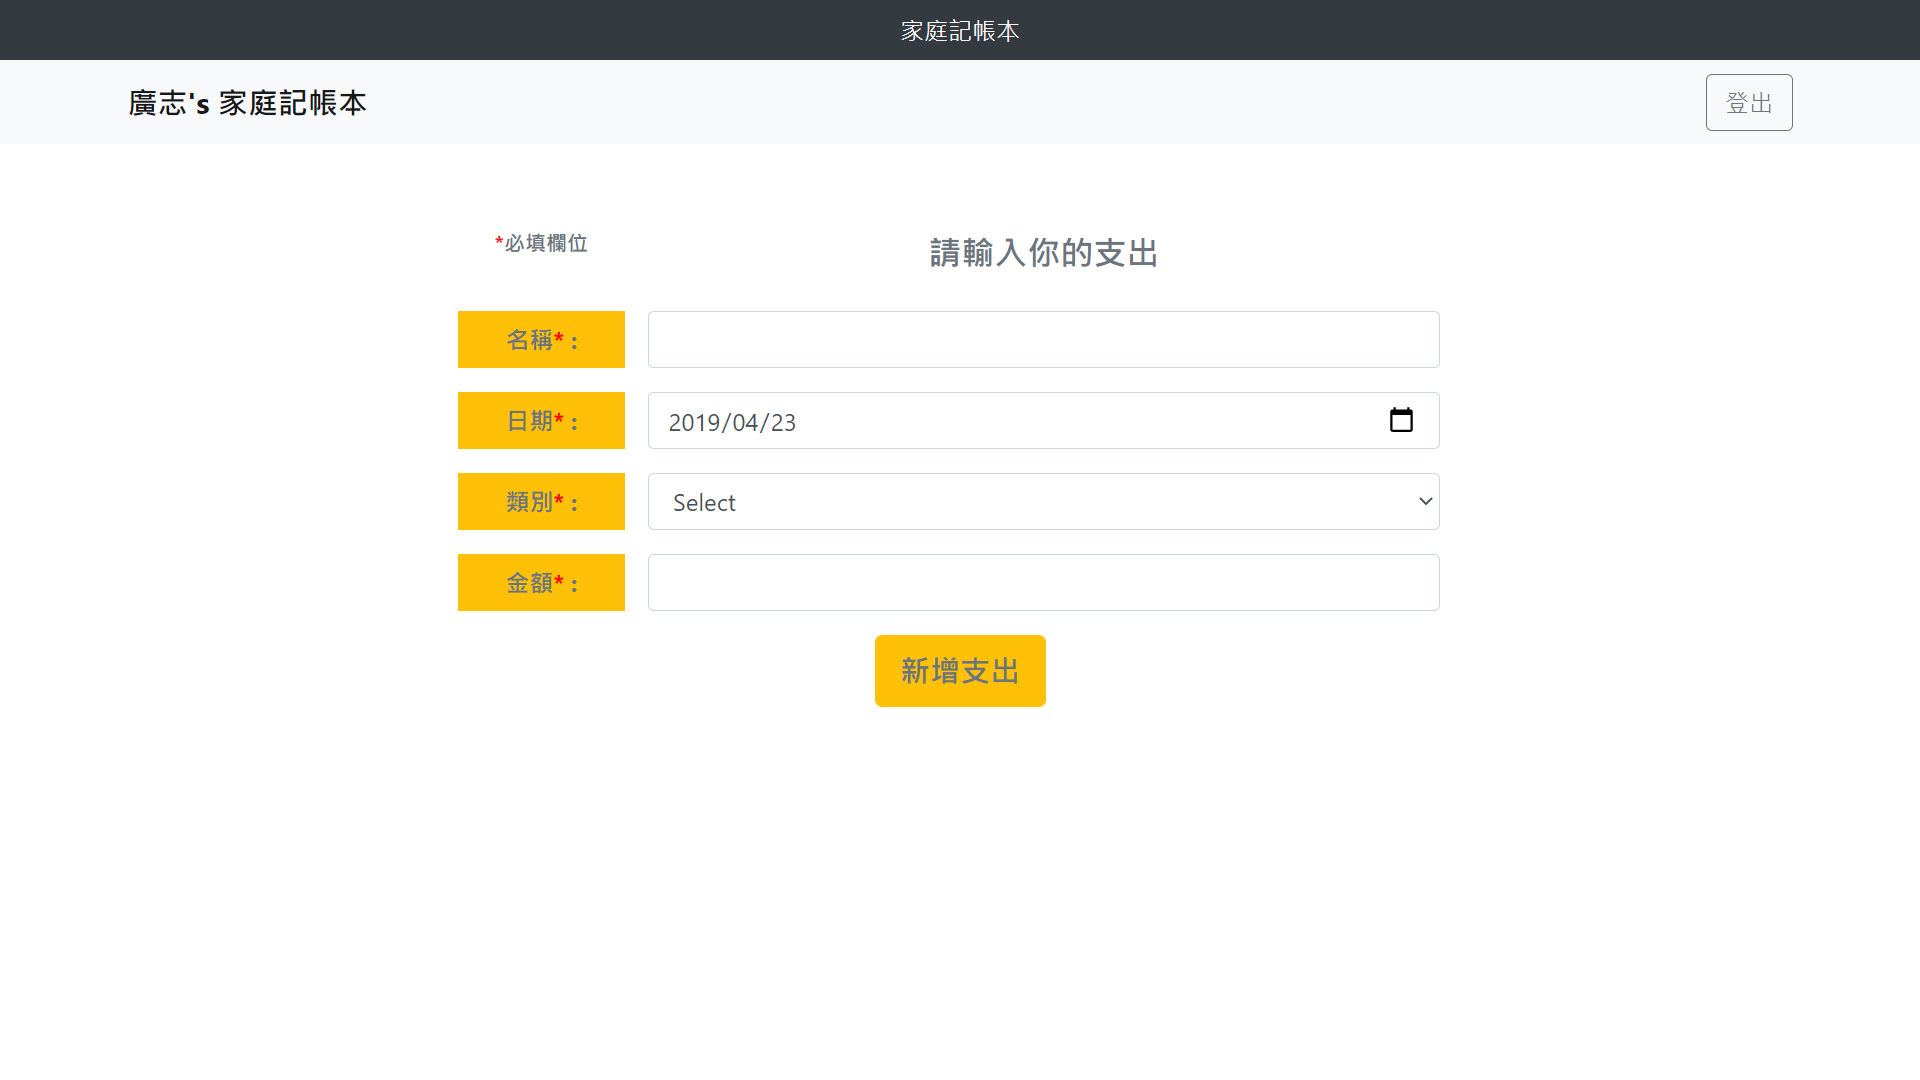 家庭記帳本
廣志's 家庭記帳本
登出
*必填欄位
請輸入你的支出
名稱* :
日期* :
2019/04/23
類別* :
Select
金額* :
新增支出